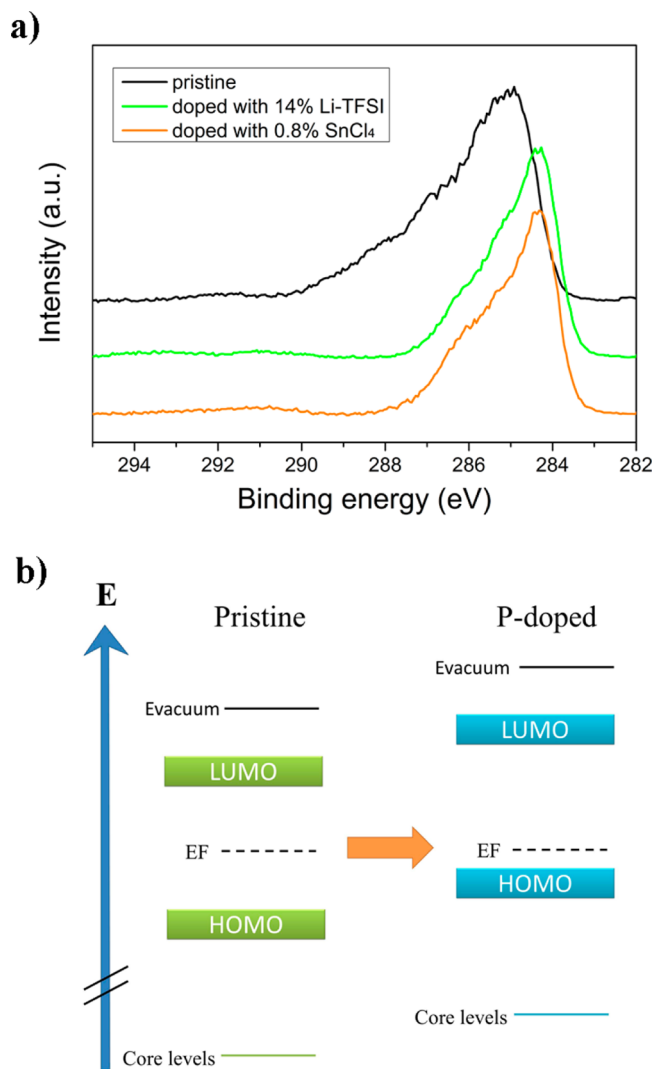 a)
pristine
doped with 14% Li-TFSI
doped with 0.8% SnCl₄
Intensity (a.u.)
294 292 290 288 286 284 282
Binding energy (eV)
b)
E
Pristine P-doped
Evacuum
Evacuum
LUMO
LUMO
EF
EF
HOMO
HOMO
Core levels
Core levels